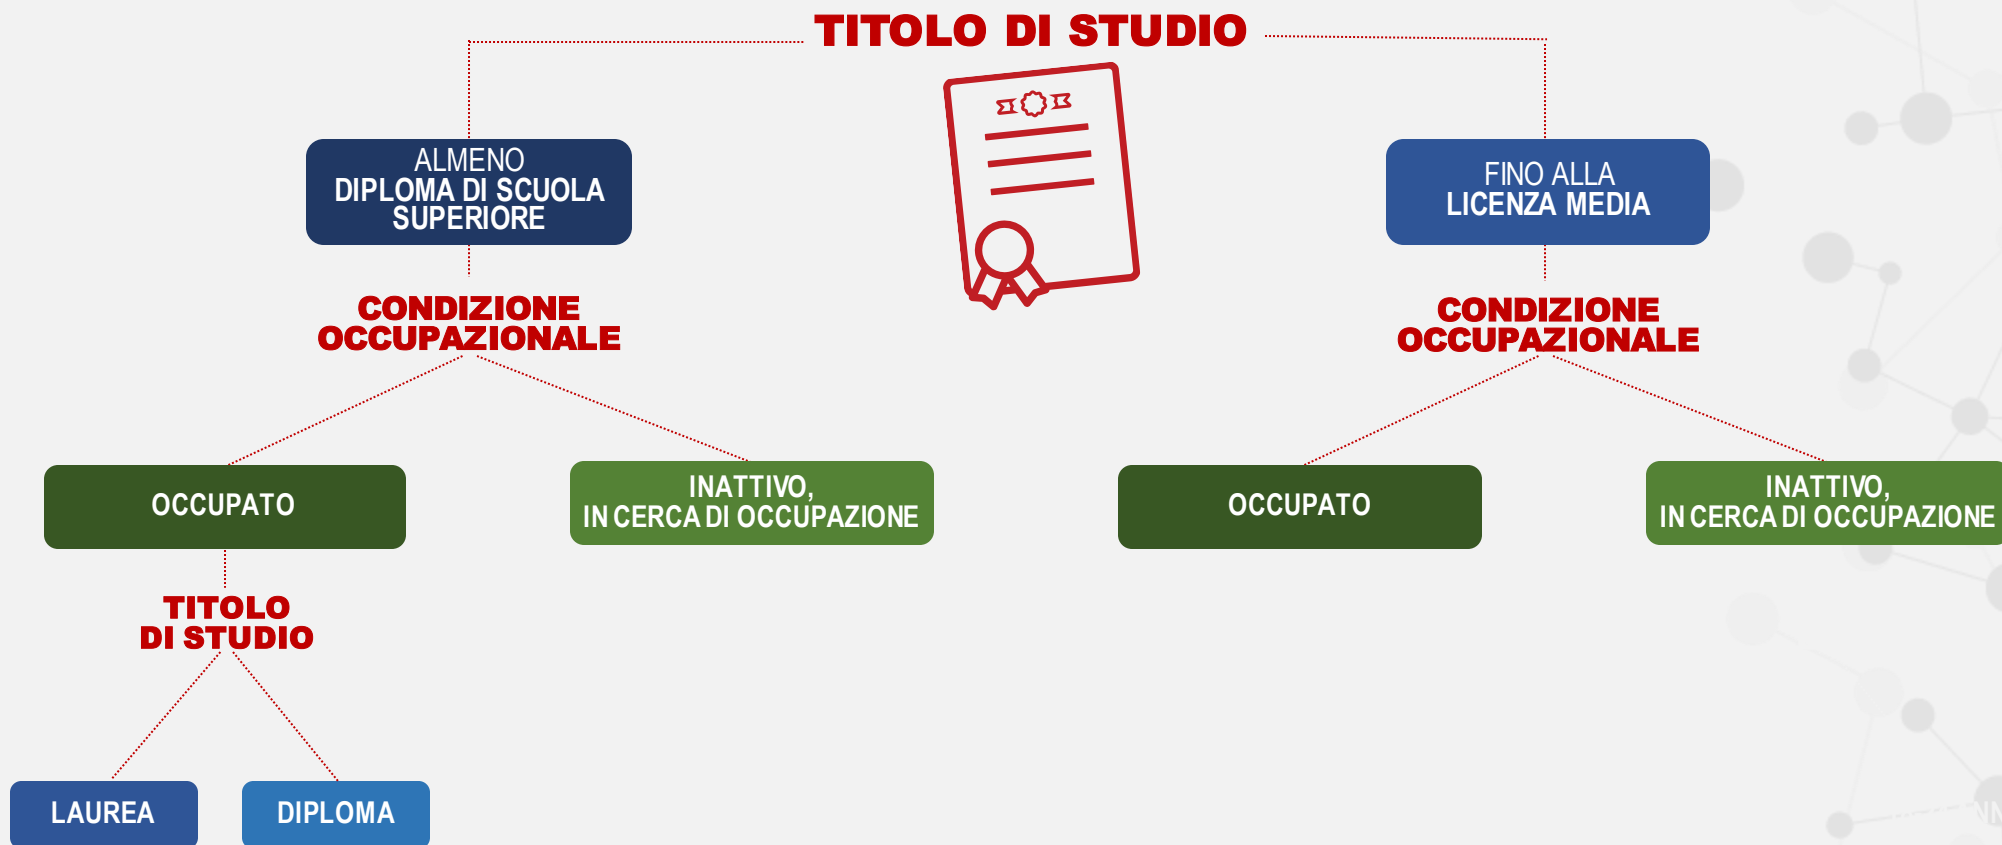 TITOLO DI STUDIO
ALMENO
DIPLOMA DI SCUOLA
SUPERIORE
FINO ALLA
LICENZA MEDIA
CONDIZIONE
OCCUPAZIONALE
CONDIZIONE
OCCUPAZIONALE
OCCUPATO
INATTIVO,
IN CERCA DI OCCUPAZIONE
OCCUPATO
INATTIVO,
IN CERCA DI OCCUPAZIONE
TITOLO
DI STUDIO
LAUREA
DIPLOMA